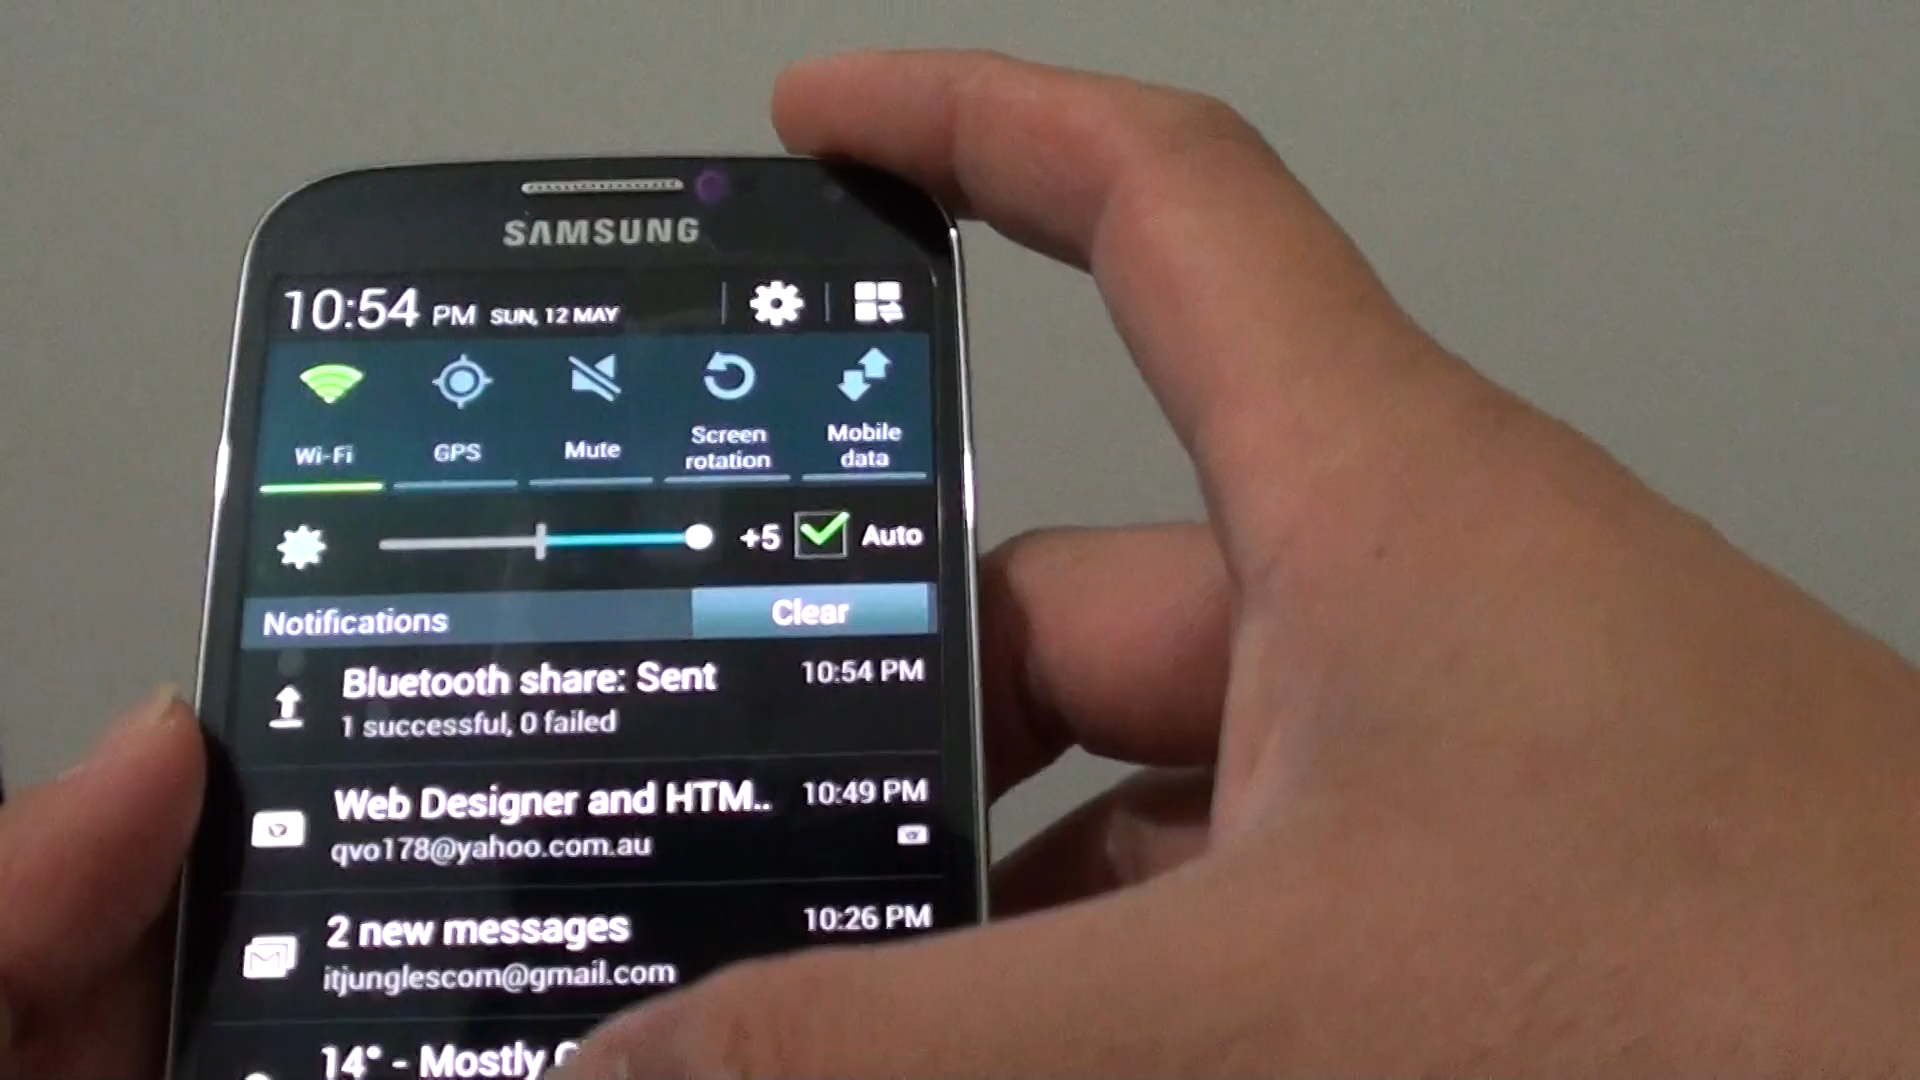 SAMSUNG
10:54 PM SUN, 12 MAY
Wi-Fi
GPS
Mute
Screen rotation
Mobile data
+5 Auto
Notifications Clear
Bluetooth share: Sent 10:54 PM
1 successful, 0 failed
Web Designer and HTM.. 10:49 PM
qvo178@yahoo.com.au
2 new messages 10:26 PM
itjunglescom@gmail.com
14° - Mostly